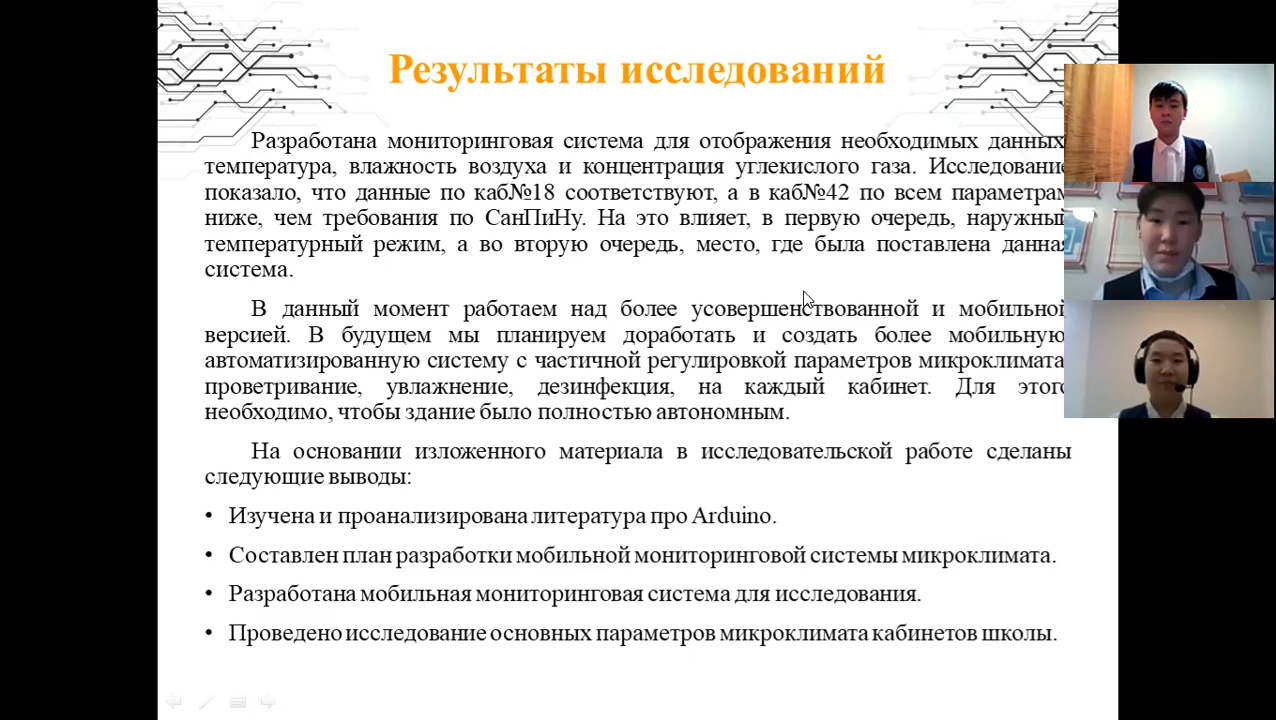 Результаты исследований
Разработана мониторинговая система для отображения необходимых данных
температура, влажность воздуха и концентрация углекислого газа. Исследование
показало, что данные по каб№18 соответствуют, а в каб№42 по всем параметрам
ниже, чем требования по СанПиНу. На это влияет, в первую очередь, наружный
температурный режим, а во вторую очередь, место, где была поставлена данная
система.
В данный момент работаем над более усовершенствованной и мобильной
версией. В будущем мы планируем доработать и создать более мобильную
автоматизированную систему с частичной регулировкой параметров микроклимата
проветривание, увлажнение, дезинфекция, на каждый кабинет. Для этого
необходимо, чтобы здание было полностью автономным.
На основании изложенного материала в исследовательской работе сделаны
следующие выводы:
• Изучена и проанализирована литература про Arduino.
• Составлен план разработки мобильной мониторинговой системы микроклимата.
• Разработана мобильная мониторинговая система для исследования.
• Проведено исследование основных параметров микроклимата кабинетов школы.